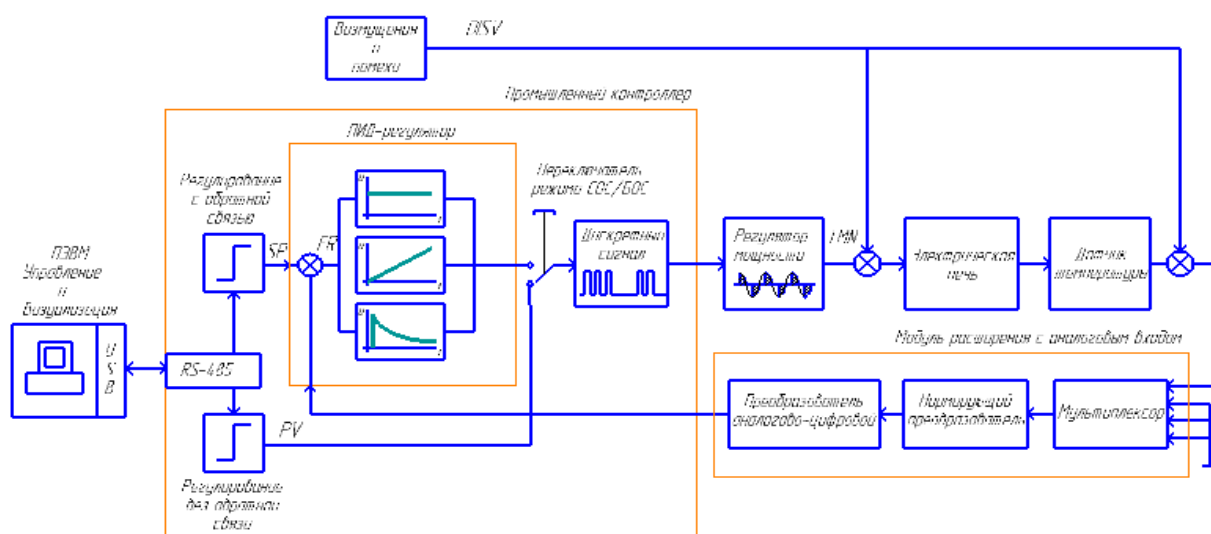 Возмущения
и
помехи
DISV
Промышленный контроллер
ПИД-регулятор
Регулирование
с обратной
связью
Переключатель
режима СОС/БОС
ПЭВМ
Управление
и
Визуализация
SP
ER
Дискретный
сигнал
Регулятор
мощности
LMN
Электрическая
печь
Датчик
температуры
U
S
B
RS-485
Модуль расширения с аналоговым входом
Преобразователь
аналогово-цифровой
Нормирующий
преобразователь
Мультиплексор
PV
Регулирование
без обратной
связи